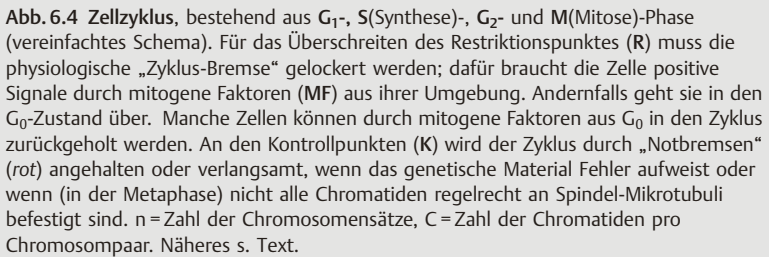 Abb. 6.4 Zellzyklus, bestehend aus G₁-, S(Synthese)-, G₂- und M(Mitose)-Phase
(vereinfachtes Schema). Für das Überschreiten des Restriktionspunktes (R) muss die
physiologische „Zyklus-Bremse“ gelockert werden; dafür braucht die Zelle positive
Signale durch mitogene Faktoren (MF) aus ihrer Umgebung. Andernfalls geht sie in den
G₀-Zustand über. Manche Zellen können durch mitogene Faktoren aus G₀ in den Zyklus
zurückgeholt werden. An den Kontrollpunkten (K) wird der Zyklus durch „Notbremsen“
(rot) angehalten oder verlangsamt, wenn das genetische Material Fehler aufweist oder
wenn (in der Metaphase) nicht alle Chromatiden regelrecht an Spindel-Mikrotubuli
befestigt sind. n = Zahl der Chromosomensätze, C = Zahl der Chromatiden pro
Chromosompaar. Näheres s. Text.